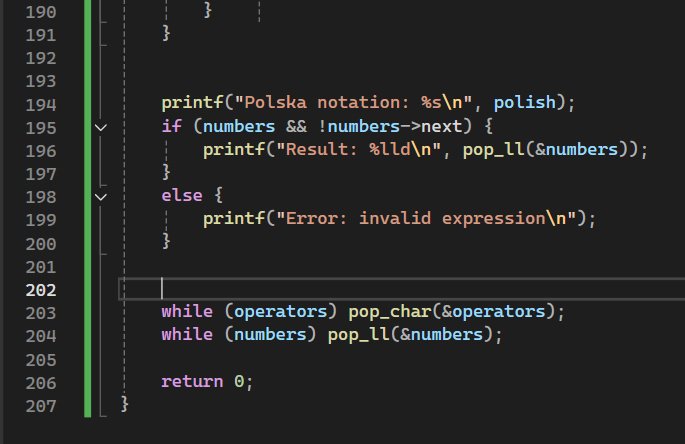 190 }
191 }
192
193
194 printf("Polska notation: %s\n", polish);
195 if (numbers && !numbers->next) {
196 printf("Result: %lld\n", pop_ll(&numbers));
197 }
198 else {
199 printf("Error: invalid expression\n");
200 }
201
202
203 while (operators) pop_char(&operators);
204 while (numbers) pop_ll(&numbers);
205
206 return 0;
207 }